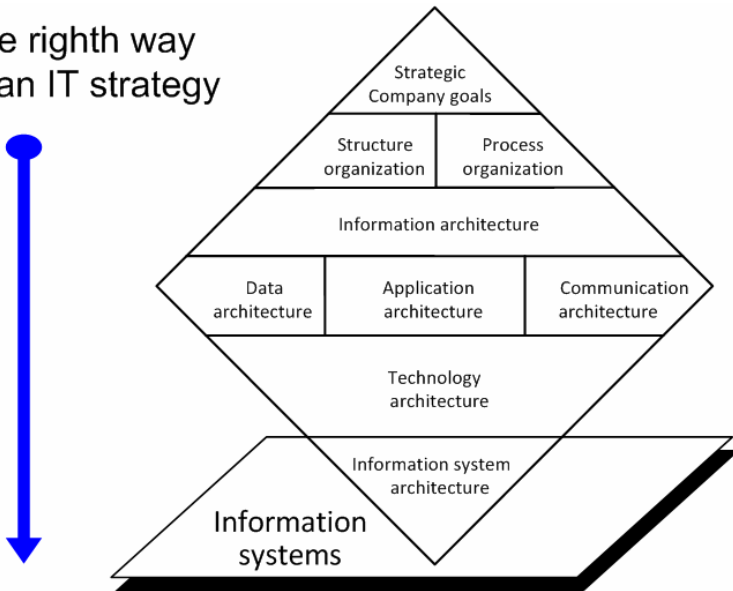 e righth way
an IT strategy
Strategic
Company goals
Structure
organization
Process
organization
Information architecture
Data
architecture
Application
architecture
Communication
architecture
Technology
architecture
Information system
architecture
Information
systems